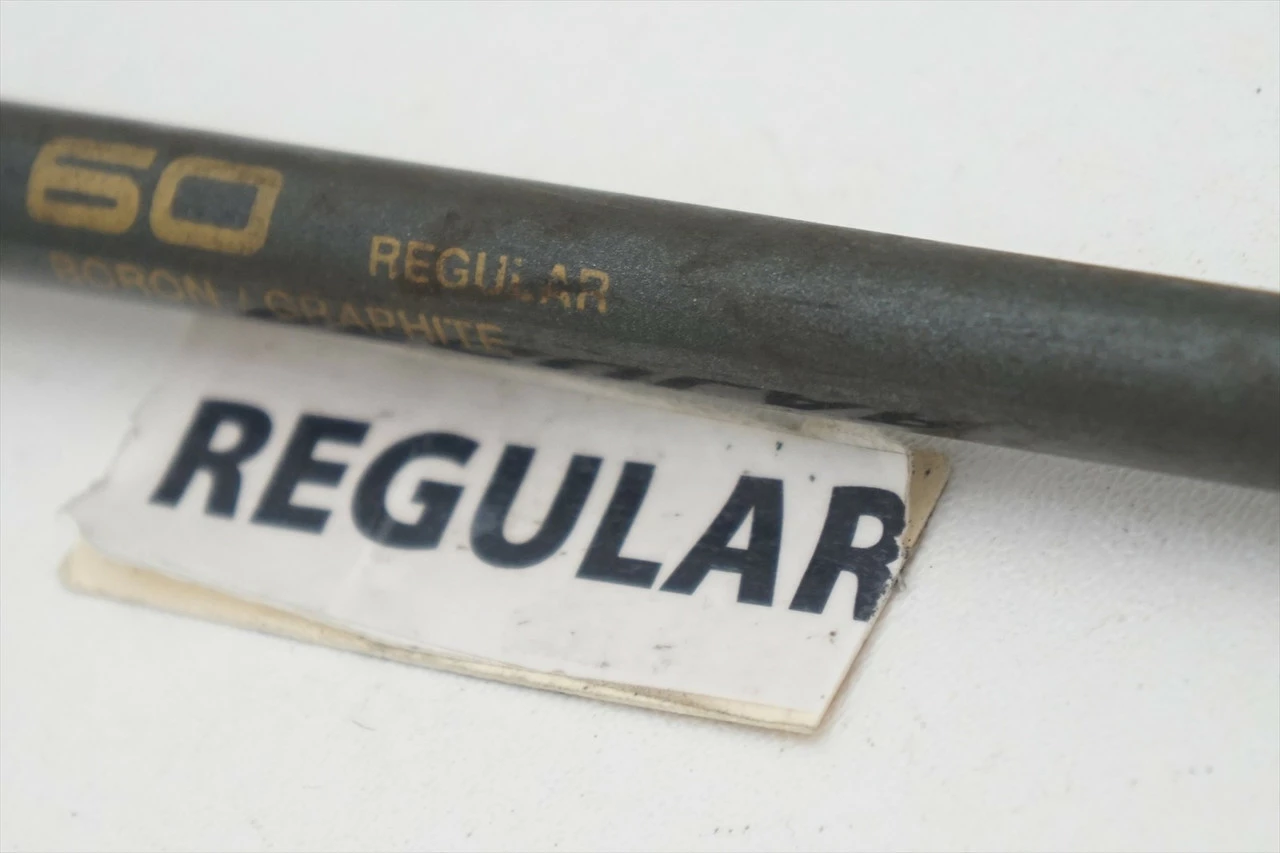 60
REGULAR
BORON / GRAPHITE
REGULAR